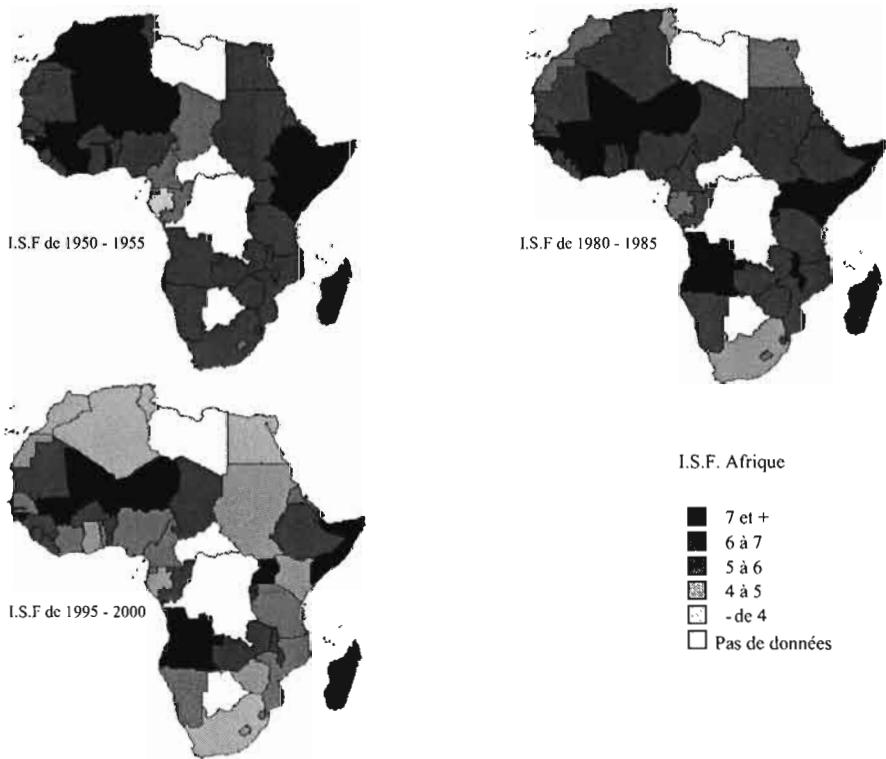 I.S.F de 1950 - 1955
I.S.F de 1980 - 1985
I.S.F de 1995 - 2000
I.S.F. Afrique
7 et +
6 à 7
5 à 6
4 à 5
- de 4
Pas de données